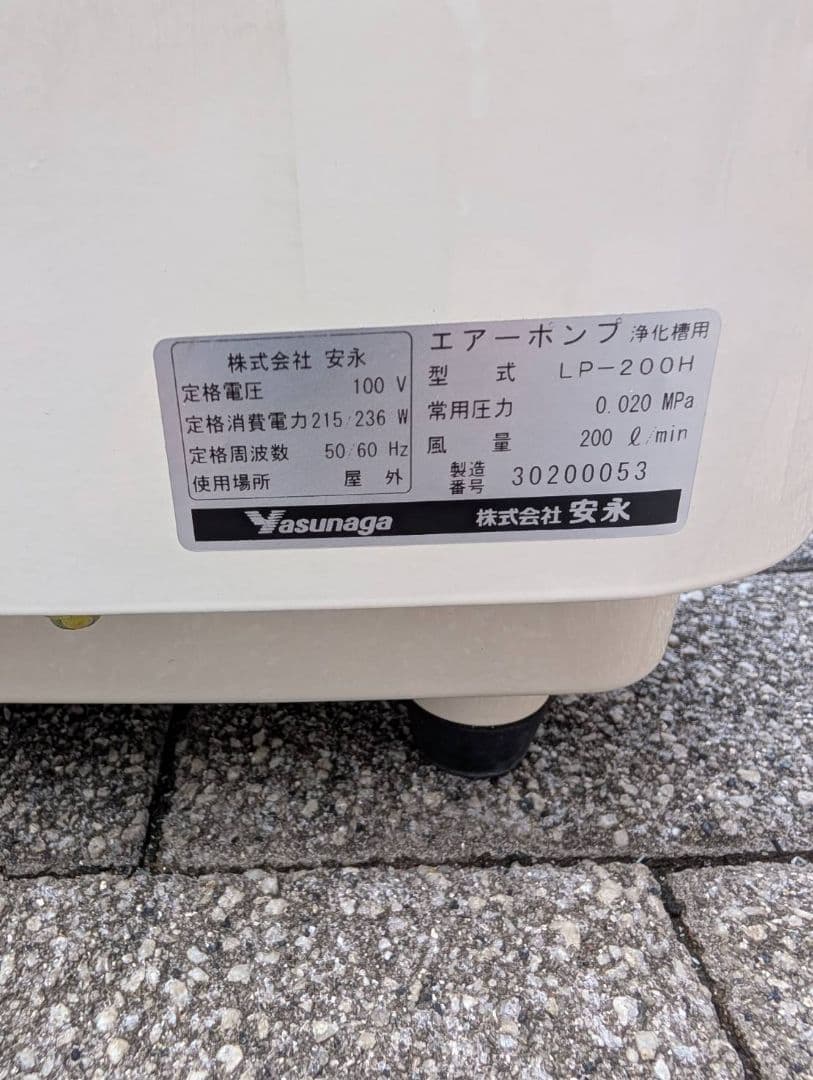 株式会社 安永
定格電圧 100 V
定格消費電力 215/236 W
定格周波数 50/60 Hz
使用場所 屋 外
エアーポンプ 浄化槽用
型 式 LP-200H
常用圧力 0.020 MPa
風 量 200 ℓ/min
製造番号 30200053
Yasunaga 株式会社 安永